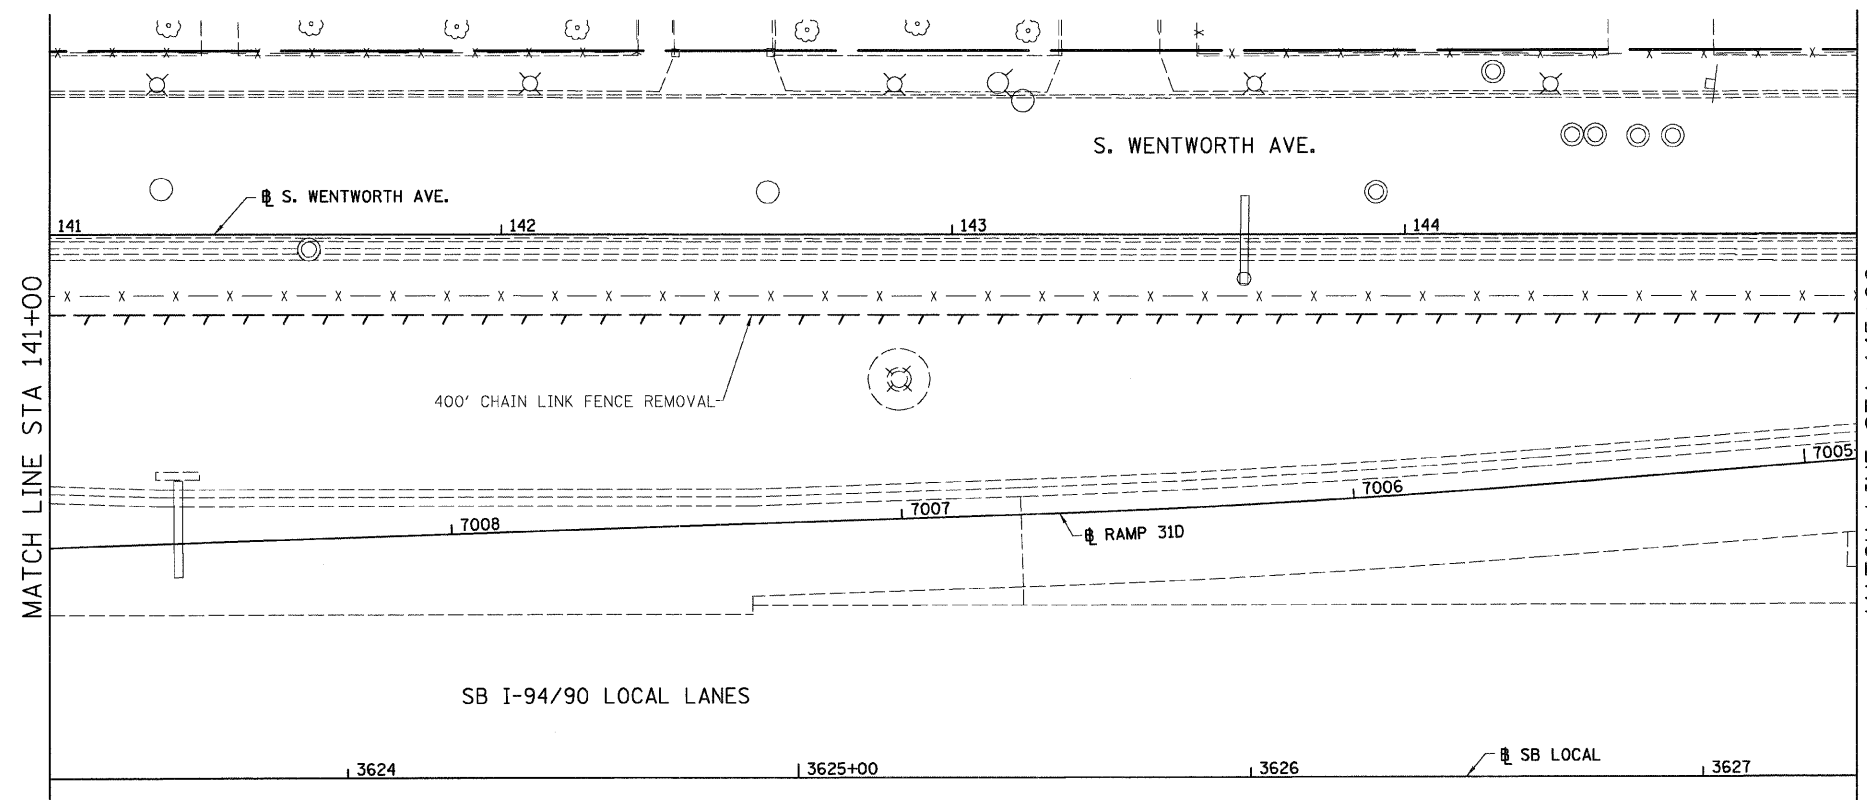 S. WENTWORTH AVE.
℄ S. WENTWORTH AVE.
141
142
143
144
MATCH LINE STA 141+00
400' CHAIN LINK FENCE REMOVAL
7008
7007
7006
7005
℄ RAMP 31D
SB I-94/90 LOCAL LANES
℄ SB LOCAL
3624
3625+00
3626
3627